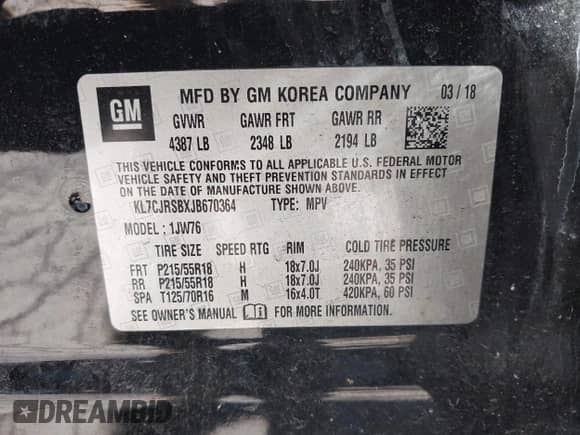 GM
MFD BY GM KOREA COMPANY 03 / 18
GVWR GAWR FRT GAWR RR
4387 LB 2348 LB 2194 LB
THIS VEHICLE CONFORMS TO ALL APPLICABLE U.S. FEDERAL MOTOR
VEHICLE SAFETY AND THEFT PREVENTION STANDARDS IN EFFECT
ON THE DATE OF MANUFACTURE SHOWN ABOVE.
KL7CJRSBXJB670364 TYPE: MPV
MODEL : 1JW76
TIRE SIZE SPEED RTG RIM COLD TIRE PRESSURE
FRT P215/55R18 H 18x7.0J 240KPA, 35 PSI
RR P215/55R18 H 18x7.0J 240KPA, 35 PSI
SPA T125/70R16 M 16x4.0T 420KPA, 60 PSI
SEE OWNER'S MANUAL FOR MORE INFORMATION.
DREAMBID